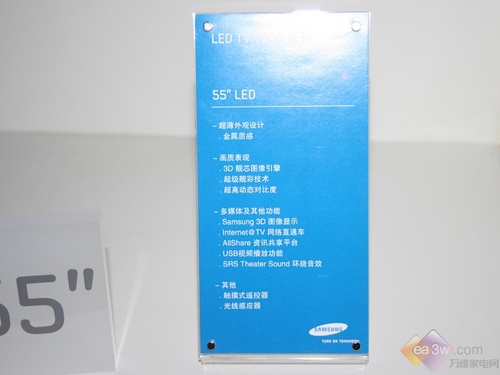 LED TV
55" LED
– 超薄外观设计
. 金属质感
– 画质表现
. 3D 靓芯图像引擎
. 超级靓彩技术
. 超高动态对比度
– 多媒体及其他功能
. Samsung 3D 图像显示
. Internet@TV 网络直通车
. AllShare 资讯共享平台
. USB视频播放功能
. SRS Theater Sound 环绕音效
– 其他
. 触摸式遥控器
. 光线感应器
SAMSUNG
TURN ON TOMORROW
55"
ea3w.com
万维家电网